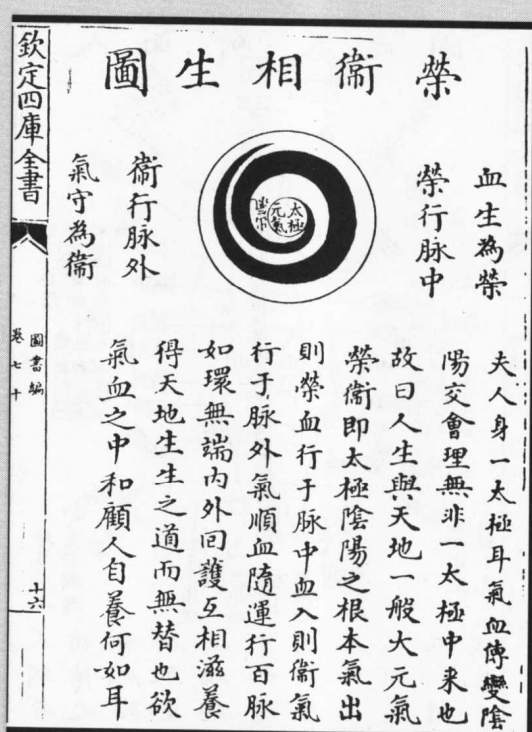 榮衛相生圖
血生為榮
榮行脉中
太極
元氣
衛行脉外
氣守為衛
夫人身一太極耳氣血傳變陰
陽交會理無非一太極中来也
故曰人生與天地一般大元氣
榮衛即太極陰陽之根本氣出
則榮血行于脉中血入則衛氣
行于脉外氣順血隨運行百脉
如環無端内外回護互相滋養
得天地生生之道而無替也欲
氣血之中和顧人自養何如耳
欽定四庫全書
圖書編
卷七十
十六